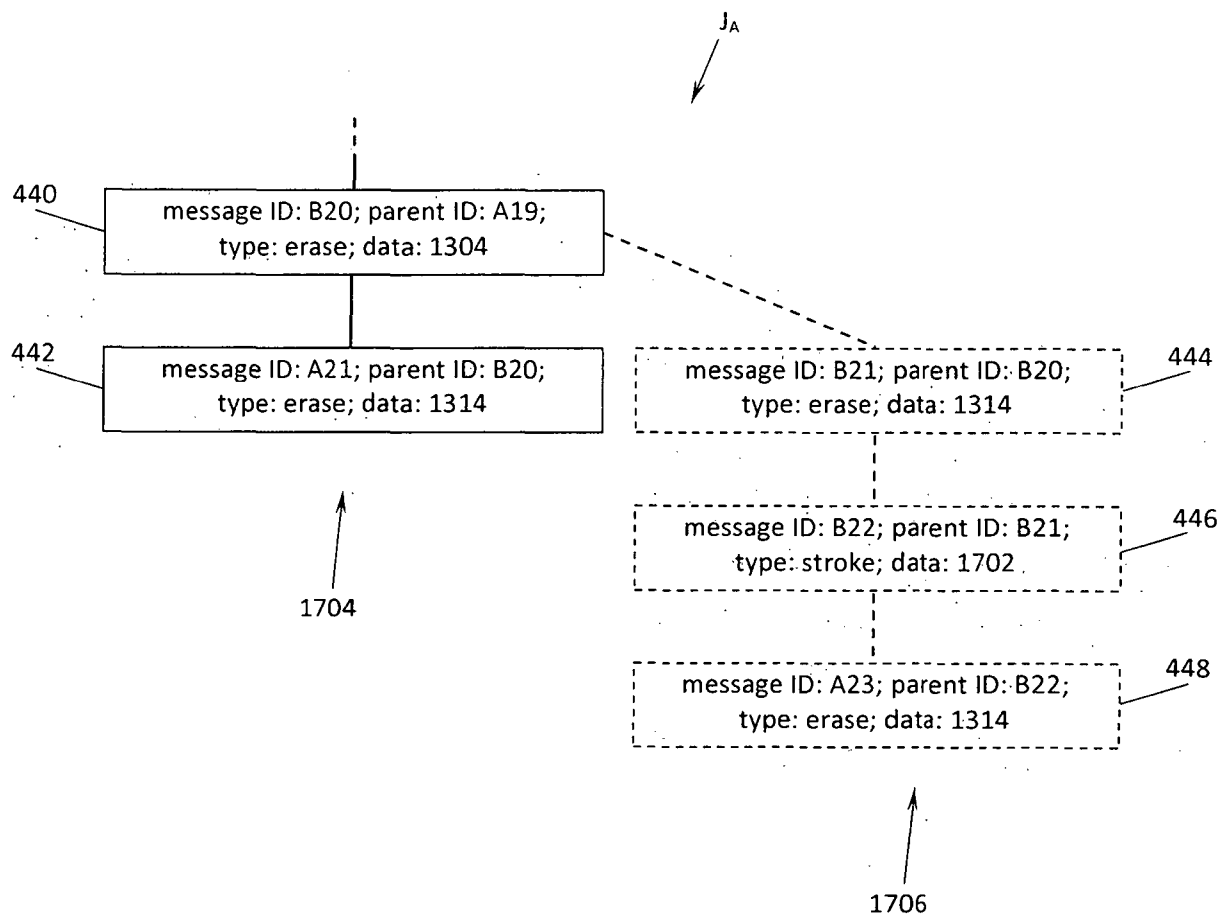 J_A
440
message ID: B20; parent ID: A19;
type: erase; data: 1304
442
message ID: A21; parent ID: B20;
type: erase; data: 1314
message ID: B21; parent ID: B20;
type: erase; data: 1314
444
message ID: B22; parent ID: B21;
type: stroke; data: 1702
446
1704
message ID: A23; parent ID: B22;
type: erase; data: 1314
448
1706